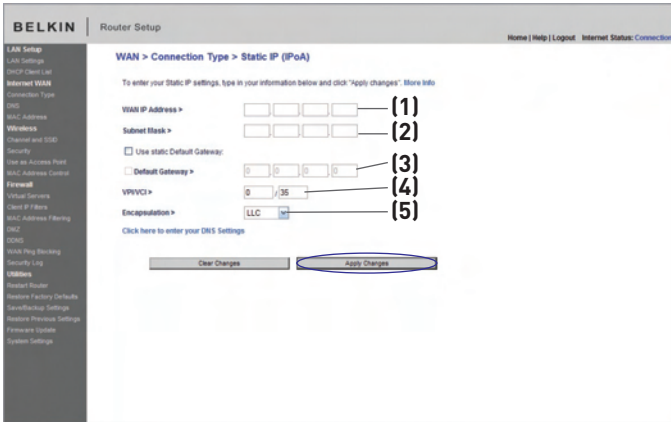 BELKIN
Router Setup
Home | Help | Logout Internet Status: Connection
LAN Setup
LAN Settings
DHCP Client List
Internet WAN
Connection Type
DNS
MAC Address
Wireless
Channel and SSID
Security
Use as Access Point
MAC Address Control
Firewall
Virtual Servers
Client IP Filters
MAC Address Filtering
DMZ
DDNS
WAN Ping Blocking
Security Log
Utilities
Restart Router
Restore Factory Defaults
Save/Backup Settings
Restore Previous Settings
Firmware Update
System Settings
WAN > Connection Type > Static IP (IPoA)
To enter your Static IP settings, type in your information below and click "Apply changes". More Info
WAN IP Address > . . . (1)
Subnet Mask > . . . (2)
Use static Default Gateway:
Default Gateway > 0 . 0 . 0 . 0 (3)
VPI/VCI > 0 / 35 (4)
Encapsulation > LLC (5)
Click here to enter your DNS Settings
Clear Changes Apply Changes